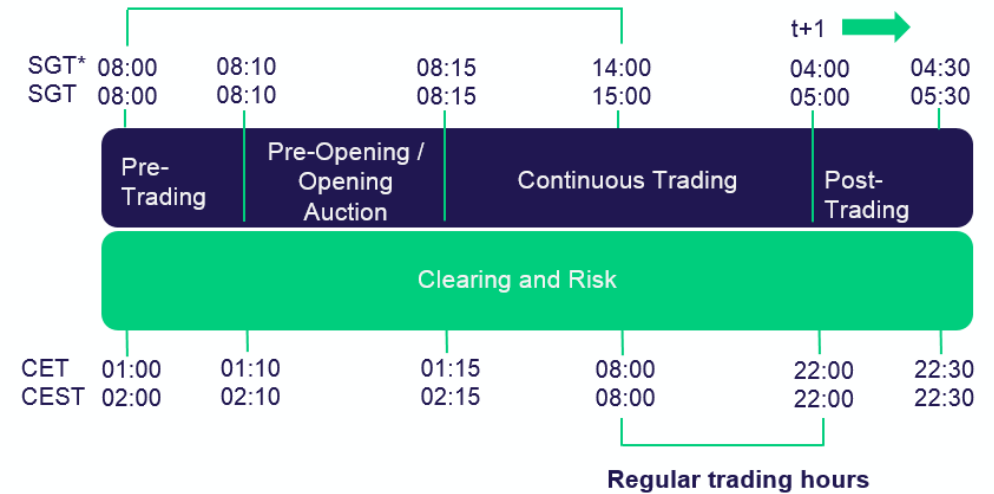 t+1
SGT* 08:00 08:10 08:15 14:00 04:00 04:30
SGT 08:00 08:10 08:15 15:00 05:00 05:30
Pre-
Trading
Pre-Opening /
Opening
Auction
Continuous Trading
Post-
Trading
Clearing and Risk
CET 01:00 01:10 01:15 08:00 22:00 22:30
CEST 02:00 02:10 02:15 08:00 22:00 22:30
Regular trading hours